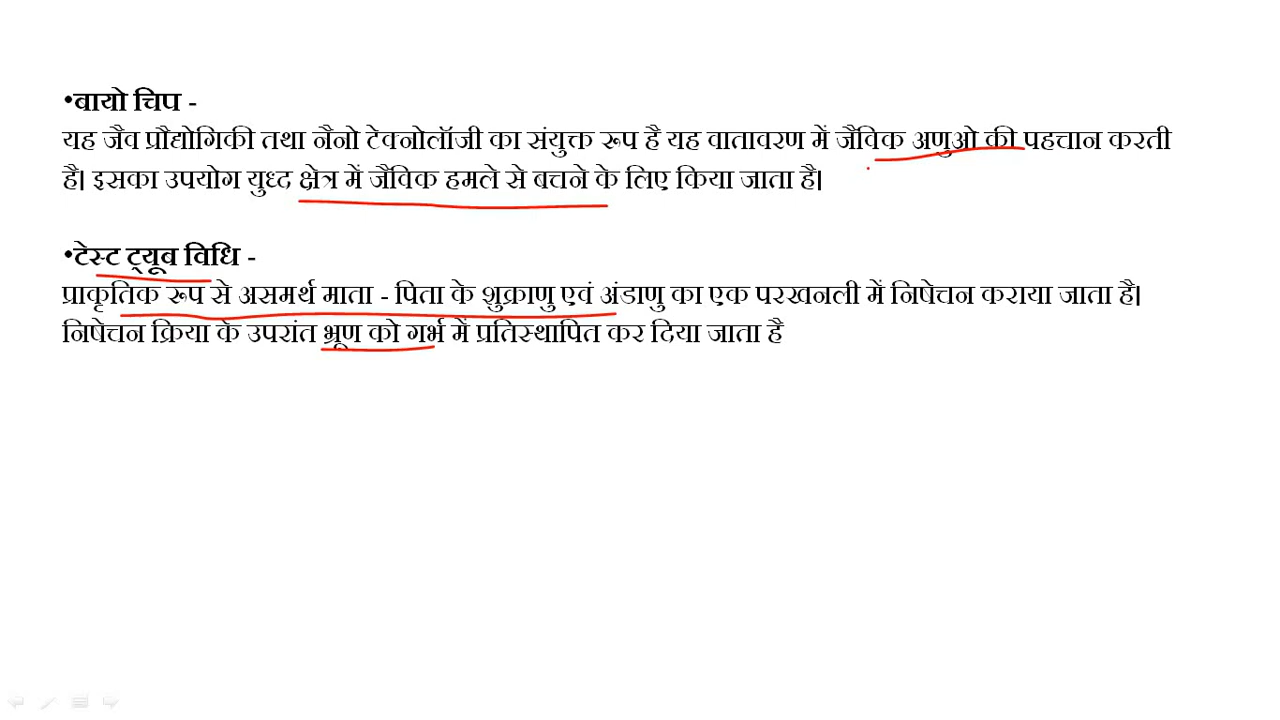 •बायो चिप -
यह जैव प्रौद्योगिकी तथा नैनो टेक्नोलॉजी का संयुक्त रूप है यह वातावरण में जैविक अणुओ की पहचान करती
है। इसका उपयोग युध्द क्षेत्र में जैविक हमले से बचने के लिए किया जाता है।
•टेस्ट ट्यूब विधि -
प्राकृतिक रूप से असमर्थ माता - पिता के शुक्राणु एवं अंडाणु का एक परखनली में निषेचन कराया जाता है।
निषेचन क्रिया के उपरांत भ्रूण को गर्भ में प्रतिस्थापित कर दिया जाता है